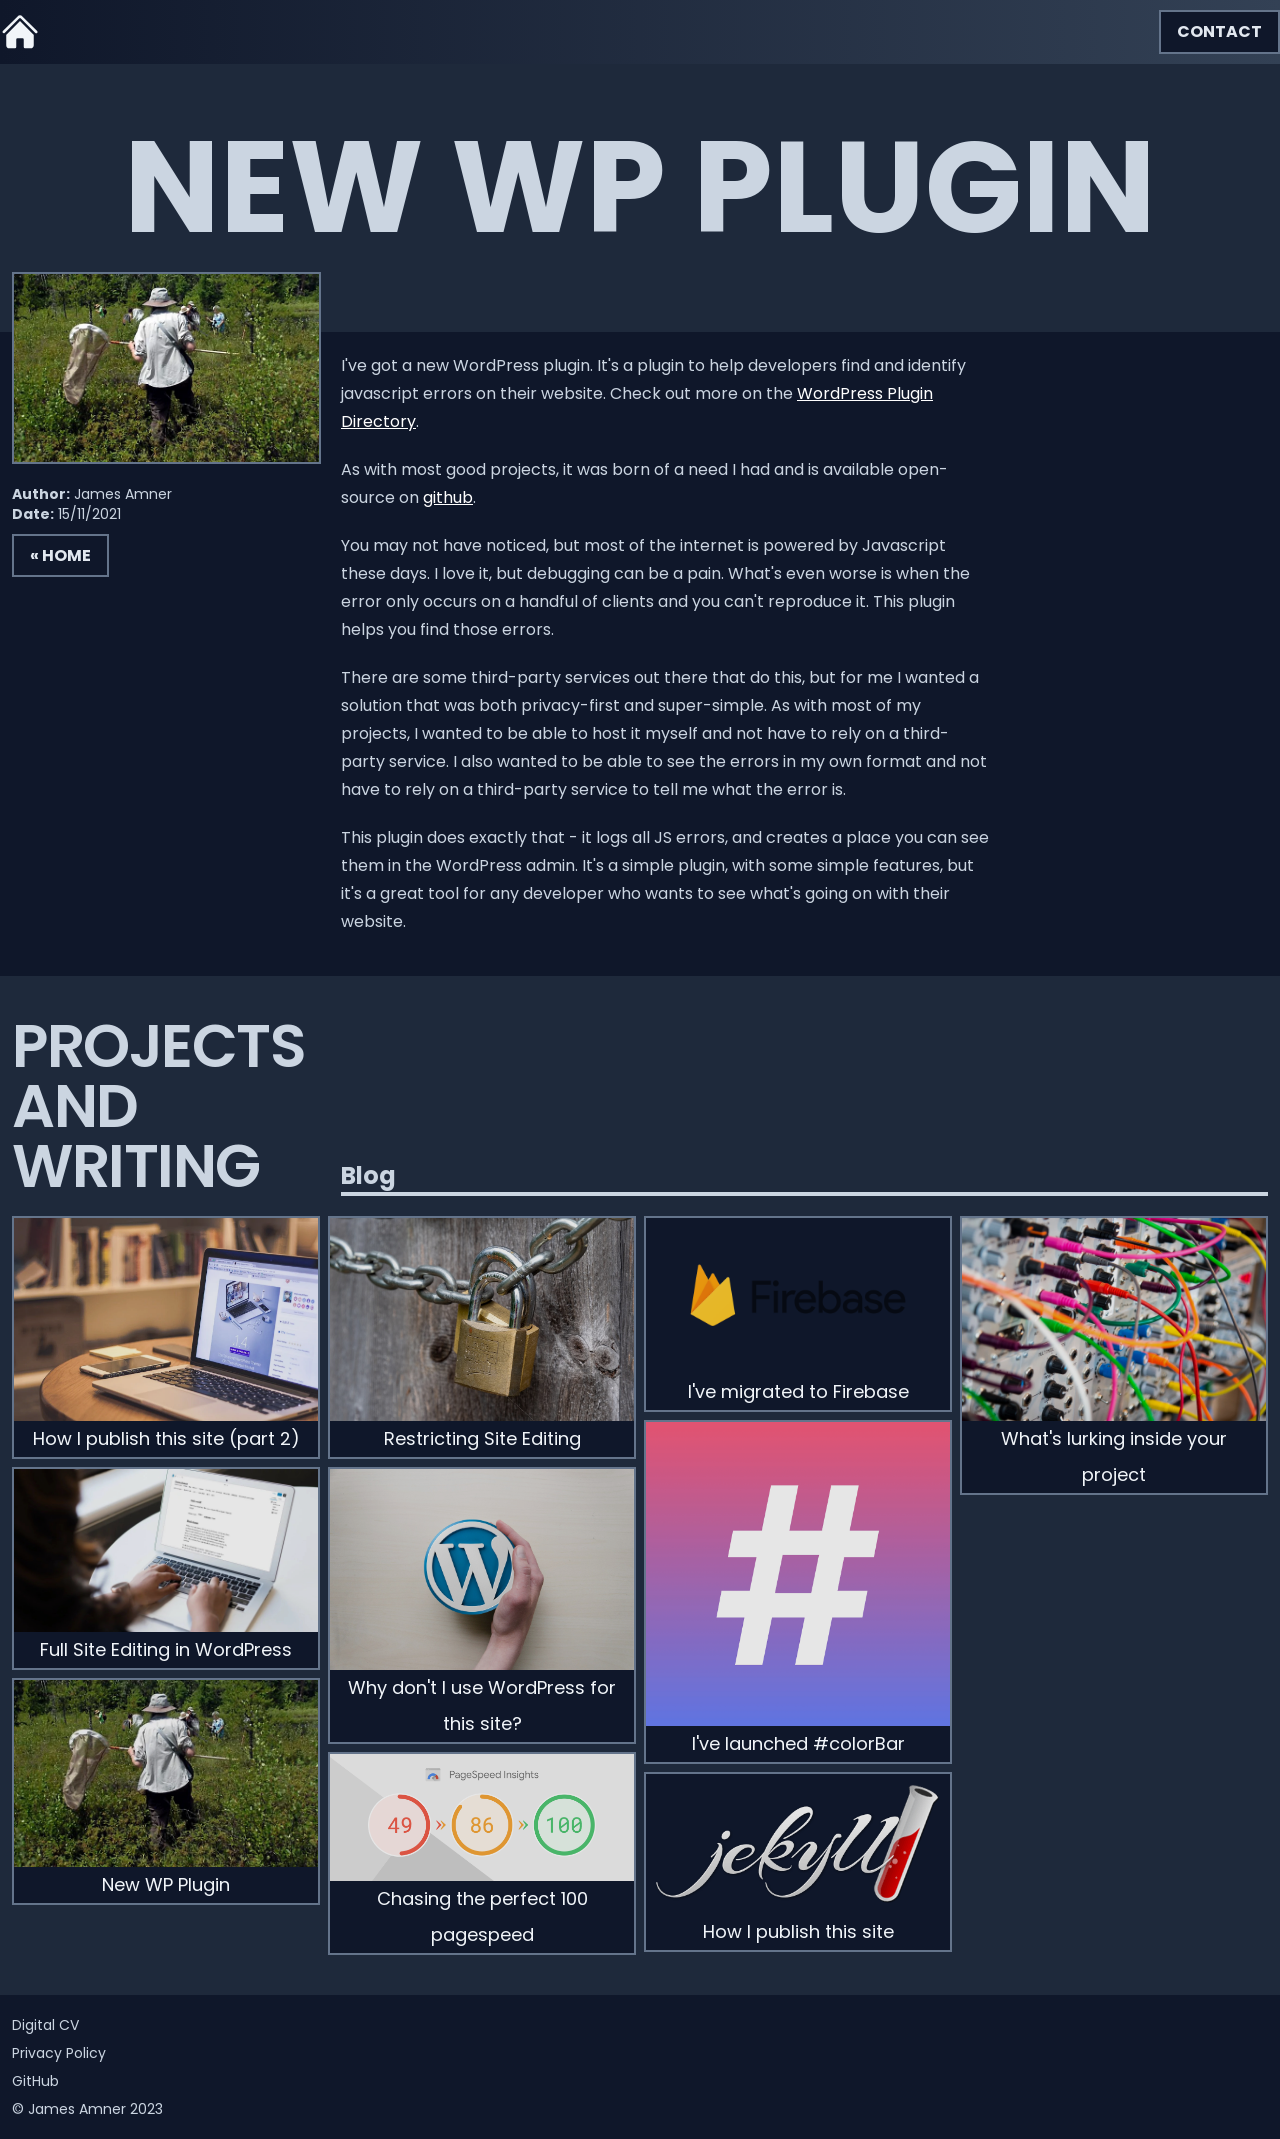 CONTACT
NEW WP PLUGIN
I've got a new WordPress plugin. It's a plugin to help developers find and identify
javascript errors on their website. Check out more on the WordPress Plugin
Directory.
As with most good projects, it was born of a need I had and is available open-
source on github.
You may not have noticed, but most of the internet is powered by Javascript
these days. I love it, but debugging can be a pain. What's even worse is when the
error only occurs on a handful of clients and you can't reproduce it. This plugin
helps you find those errors.
There are some third-party services out there that do this, but for me I wanted a
solution that was both privacy-first and super-simple. As with most of my
projects, I wanted to be able to host it myself and not have to rely on a third-
party service. I also wanted to be able to see the errors in my own format and not
have to rely on a third-party service to tell me what the error is.
This plugin does exactly that - it logs all JS errors, and creates a place you can see
them in the WordPress admin. It's a simple plugin, with some simple features, but
it's a great tool for any developer who wants to see what's going on with their
website.
Author: James Amner
Date: 15/11/2021
« HOME
PROJECTS
AND
WRITING
Blog
14
How I publish this site (part 2)
Full Site Editing in WordPress
New WP Plugin
Restricting Site Editing
W
Why don't I use WordPress for
this site?
PageSpeed Insights
49 » 86 » 100
Chasing the perfect 100
pagespeed
Firebase
I've migrated to Firebase
#
I've launched #colorBar
jekyll
How I publish this site
What's lurking inside your
project
Digital CV
Privacy Policy
GitHub
© James Amner 2023